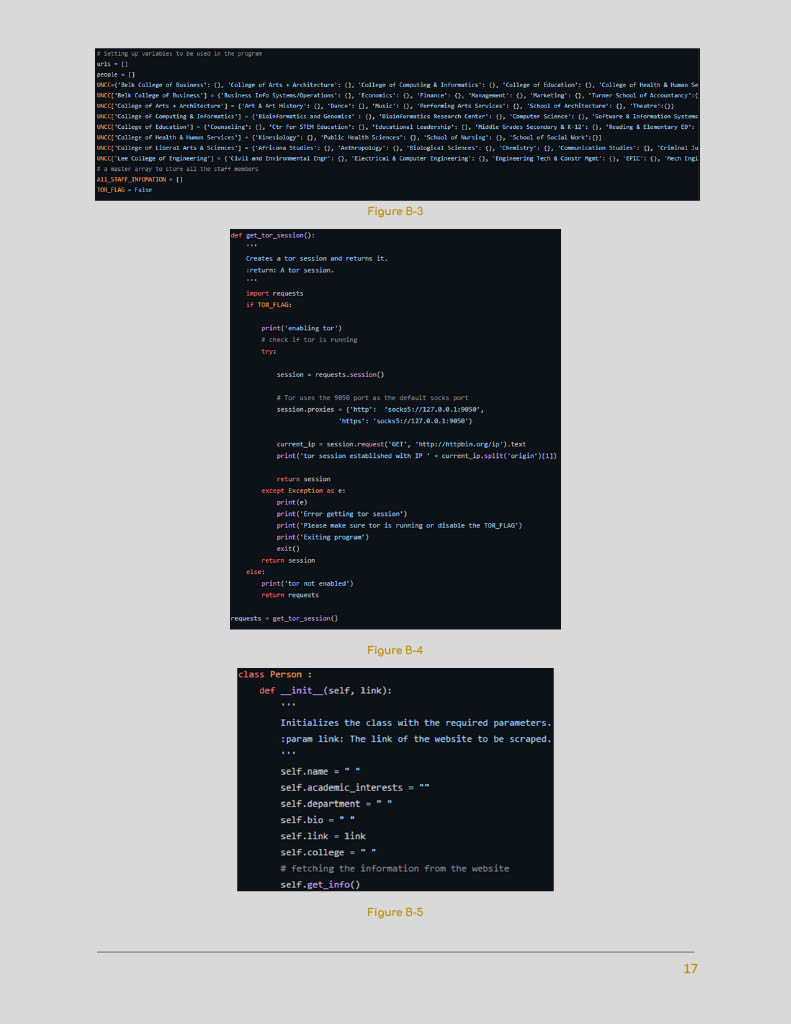 # Setting up variables to be used in the program
urls = []
people = []
UNCC={'Belk College of Business': {}, 'College of Arts + Architecture': {}, 'College of Computing & Informatics': {}, 'College of Education': {}, 'College of Health & Human Se
UNCC['Belk College of Business'] = {'Business Info Systems/Operations': {}, 'Economics': {}, 'Finance': {}, 'Management': {}, 'Marketing': {}, 'Turner School of Accountancy':{
UNCC['College of Arts + Architecture'] = {'Art & Art History': {}, 'Dance': {}, 'Music': {}, 'Performing Arts Services': {}, 'School of Architecture': {}, 'Theatre':{}}
UNCC['College of Computing & Informatics'] = {'Bioinformatics and Genomics' : {}, 'Bioinformatics Research Center': {}, 'Computer Science': {}, 'Software & Information Systems
UNCC['College of Education'] = {'Counseling': {}, 'Ctr For STEM Education': {}, 'Educational Leadership': {}, 'Middle Grades Secondary & K-12': {}, 'Reading & Elementary ED':
UNCC['College of Health & Human Services'] = {'Kinesiology': {}, 'Public Health Sciences': {}, 'School of Nursing': {}, 'School of Social Work':{}}
UNCC['College of Liberal Arts & Sciences'] = {'Africana Studies': {}, 'Anthropology': {}, 'Biological Sciences': {}, 'Chemistry': {}, 'Communication Studies': {}, 'Criminal Ju
UNCC['Lee College of Engineering'] = {'Civil and Environmental Engr': {}, 'Electrical & Computer Engineering': {}, 'Engineering Tech & Constr Mgmt': {}, 'EPIC': {}, 'Mech Engi
# a master array to store all the staff members
All_STAFF_INFOMATION = []
TOR_FLAG = False
Figure B-3
def get_tor_session():
'''
Creates a tor session and returns it.
:return: A tor session.
'''
import requests
if TOR_FLAG:
print('enabling tor')
# check if tor is running
try:
session = requests.session()
# Tor uses the 9050 port as the default socks port
session.proxies = {'http': 'socks5://127.0.0.1:9050',
'https': 'socks5://127.0.0.1:9050'}
current_ip = session.request('GET', 'http://httpbin.org/ip').text
print('tor session established with IP ' + current_ip.split('origin')[1])
return session
except Exception as e:
print(e)
print('Error getting tor session')
print('Please make sure tor is running or disable the TOR_FLAG')
print('Exiting program')
exit()
return session
else:
print('tor not enabled')
return requests
requests = get_tor_session()
Figure B-4
class Person :
def __init__(self, link):
'''
Initializes the class with the required parameters.
:param link: The link of the website to be scraped.
'''
self.name = " "
self.academic_interests = ""
self.department = " "
self.bio = " "
self.link = link
self.college = " "
# fetching the information from the website
self.get_info()
Figure B-5
17